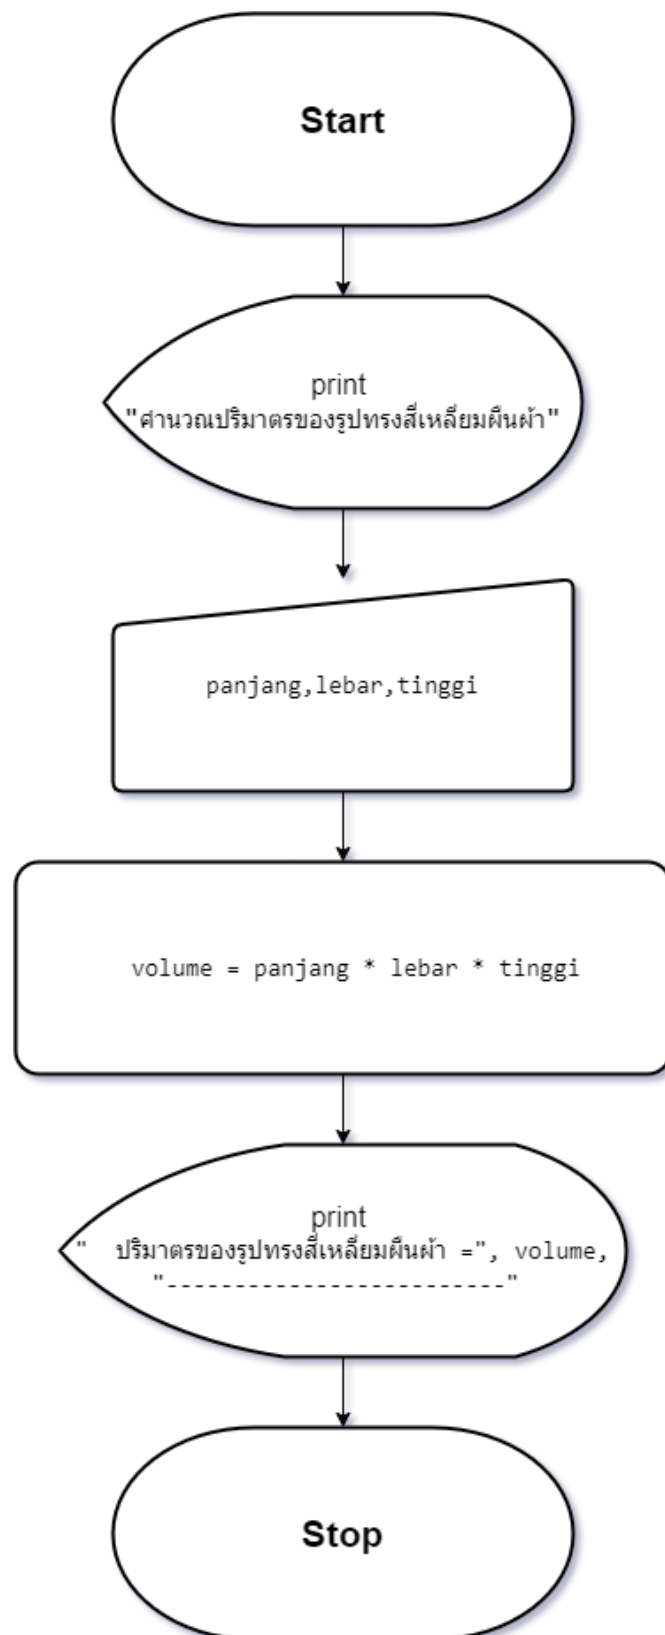 Start
print
"คำนวณปริมาตรของรูปทรงสี่เหลี่ยมผืนผ้า"
panjang,lebar,tinggi
volume = panjang * lebar * tinggi
print
"  ปริมาตรของรูปทรงสี่เหลี่ยมผืนผ้า =", volume,
"-------------------------"
Stop